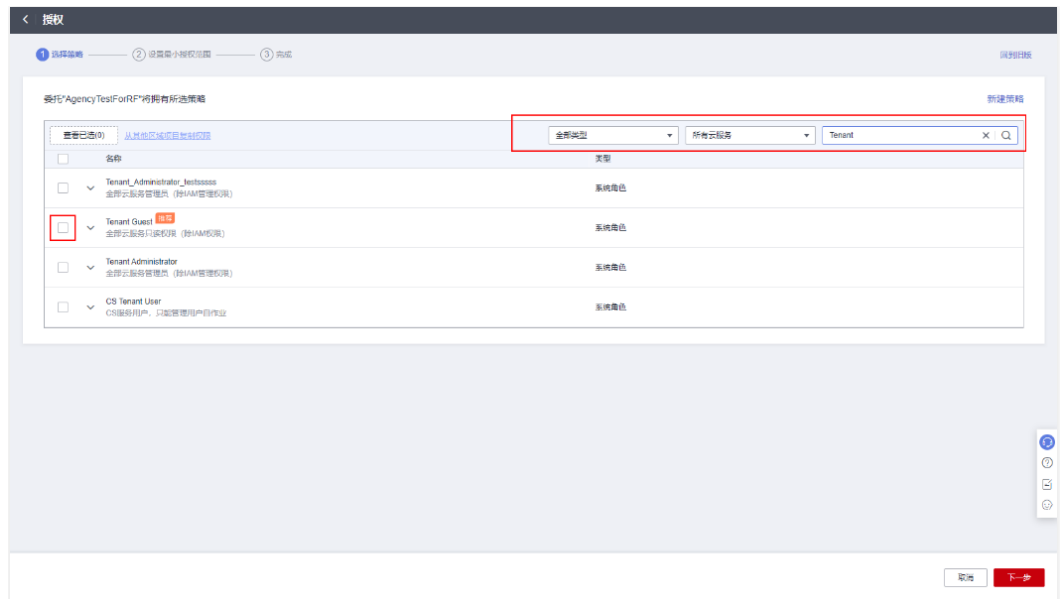 授权
1 选择策略 2 设置最小授权范围 3 完成
回到旧版
委托"AgencyTestForRF"将拥有所选策略
新建策略
查看已选(0) 从其他区域项目复制权限 全部类型 所有云服务 Tenant
名称 类型
Tenant_Administrator_testsssss
全部云服务管理员（除IAM管理权限）
系统角色
Tenant Guest 推荐
全部云服务只读权限（除IAM权限）
系统角色
Tenant Administrator
全部云服务管理员（除IAM管理权限）
系统角色
CS Tenant User
CS服务用户，只能管理用户自作业
系统角色
取消 下一步